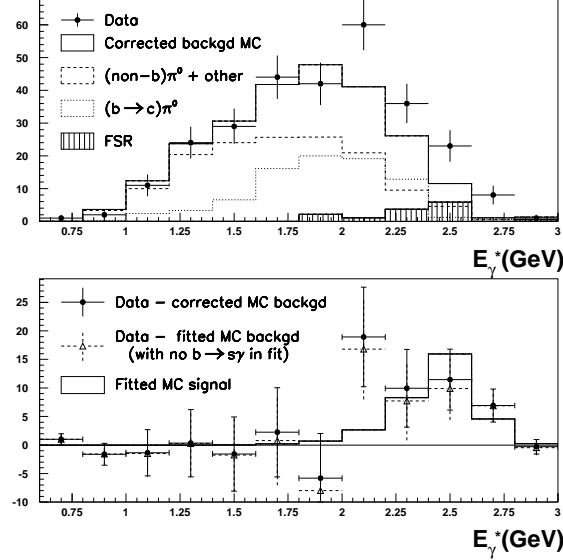 60
50
40
30
20
10
0
Data
Corrected backgd MC
(non-b)π⁰ + other
(b→c)π⁰
FSR
0.75 1 1.25 1.5 1.75 2 2.25 2.5 2.75 3
E*γ(GeV)
25
20
15
10
5
0
-5
-10
Data − corrected MC backgd
Data − fitted MC backgd
(with no b→sγ in fit)
Fitted MC signal
0.75 1 1.25 1.5 1.75 2 2.25 2.5 2.75 3
E*γ(GeV)